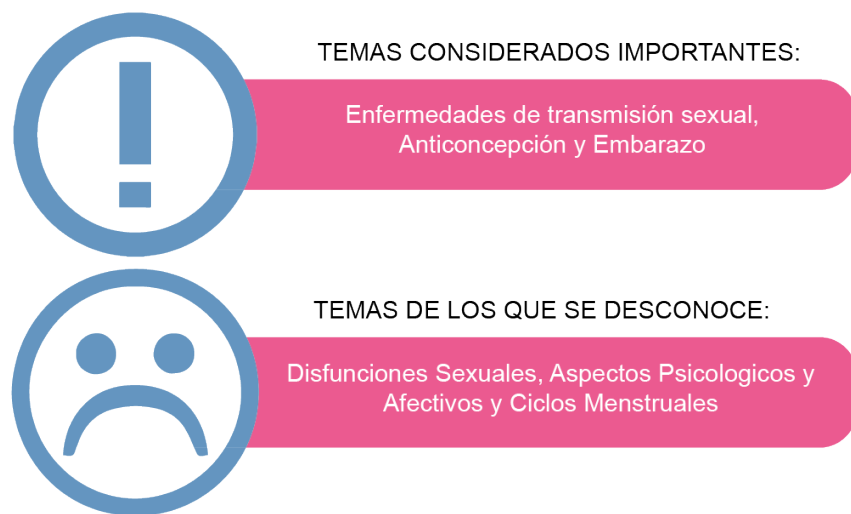 TEMAS CONSIDERADOS IMPORTANTES:
Enfermedades de transmisión sexual,
Anticoncepción y Embarazo
TEMAS DE LOS QUE SE DESCONOCE:
Disfunciones Sexuales, Aspectos Psicologicos y
Afectivos y Ciclos Menstruales